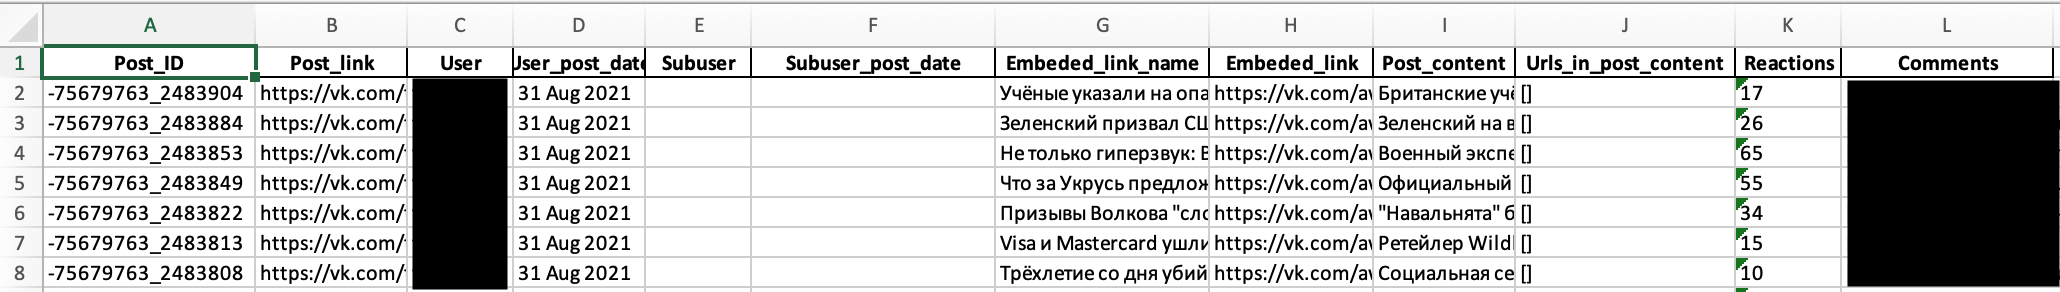 A B C D E F G H I J K L
1 Post_ID Post_link User User_post_date Subuser Subuser_post_date Embeded_link_name Embeded_link Post_content Urls_in_post_content Reactions Comments
2 -75679763_2483904 https://vk.com/ 31 Aug 2021 Учёные указали на опа https://vk.com/ Британские учё [] 17
3 -75679763_2483884 https://vk.com/ 31 Aug 2021 Зеленский призвал СШ https://vk.com/ Зеленский на в [] 26
4 -75679763_2483853 https://vk.com/ 31 Aug 2021 Не только гиперзвук: В https://vk.com/ Военный экспе [] 65
5 -75679763_2483849 https://vk.com/ 31 Aug 2021 Что за Укрусь предлож https://vk.com/ Официальный [] 55
6 -75679763_2483822 https://vk.com/ 31 Aug 2021 Призывы Волкова "сло https://vk.com/ "Навальнята" б [] 34
7 -75679763_2483813 https://vk.com/ 31 Aug 2021 Visa и Mastercard ушли https://vk.com/ Ретейлер Wild [] 15
8 -75679763_2483808 https://vk.com/ 31 Aug 2021 Трёхлетие со дня убий https://vk.com/ Социальная се [] 10